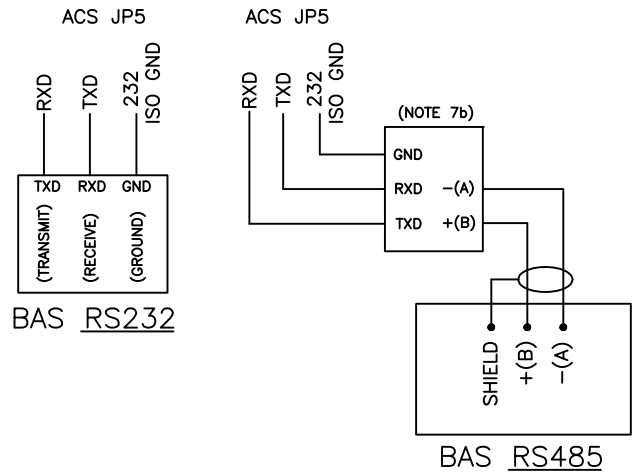 ACS JP5
RXD
TXD
232
ISO GND
TXD RXD GND
(TRANSMIT)
(RECEIVE)
(GROUND)
BAS RS232
ACS JP5
RXD
TXD
232
ISO GND
(NOTE 7b)
GND
RXD -(A)
TXD +(B)
SHIELD
+(B)
-(A)
BAS RS485